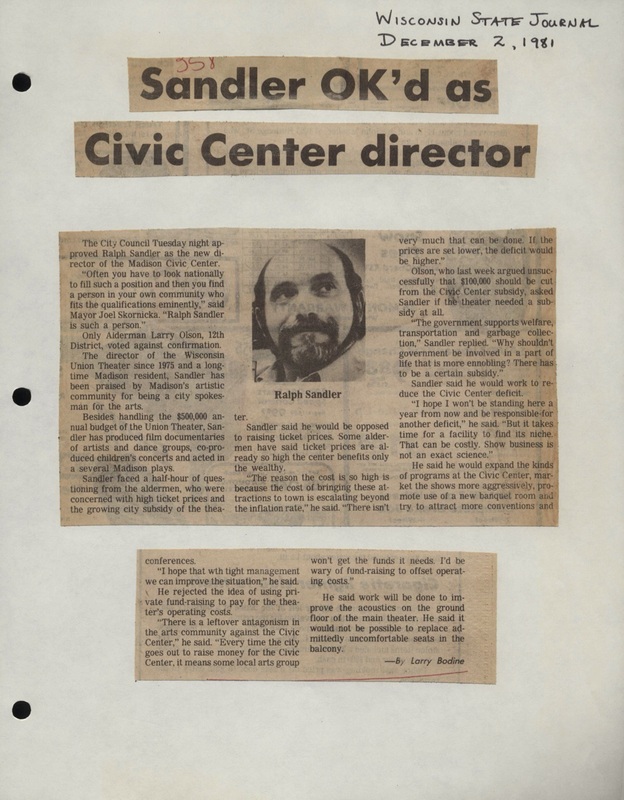 WISCONSIN STATE JOURNAL
DECEMBER 2, 1981
558
Sandler OK'd as
Civic Center director
The City Council Tuesday night ap-
proved Ralph Sandler as the new di-
rector of the Madison Civic Center.
"Often you have to look nationally
to fill such a position and then you find
a person in your own community who
fits the qualifications eminently," said
Mayor Joel Skornicka. "Ralph Sandler
is such a person."
Only Alderman Larry Olson, 12th
District, voted against confirmation.
The director of the Wisconsin
Union Theater since 1975 and a long-
time Madison resident, Sandler has
been praised by Madison's artistic
community for being a city spokes-
man for the arts.
Besides handling the $500,000 an-
nual budget of the Union Theater, San-
dler has produced film documentaries
of artists and dance groups, co-pro-
duced children's concerts and acted in
a several Madison plays.
Sandler faced a half-hour of ques-
tioning from the aldermen, who were
concerned with high ticket prices and
the growing city subsidy of the thea-
Ralph Sandler
ter.
Sandler said he would be opposed
to raising ticket prices. Some alder-
men have said ticket prices are al-
ready so high the center benefits only
the wealthy.
"The reason the cost is so high is
because the cost of bringing these at-
tractions to town is escalating beyond
the inflation rate," he said. "There isn't
very much that can be done. If the
prices are set lower, the deficit would
be higher."
Olson, who last week argued unsuc-
cessfully that $100,000 should be cut
from the Civic Center subsidy, asked
Sandler if the theater needed a sub-
sidy at all.
"The government supports welfare,
transportation and garbage collec-
tion," Sandler replied. "Why shouldn't
government be involved in a part of
life that is more ennobling? There has
to be a certain subsidy."
Sandler said he would work to re-
duce the Civic Center deficit.
"I hope I won't be standing here a
year from now and be responsible for
another deficit," he said. "But it takes
time for a facility to find its niche.
That can be costly. Show business is
not an exact science."
He said he would expand the kinds
of programs at the Civic Center, mar-
ket the shows more aggressively, pro-
mote use of a new banquet room and
try to attract more conventions and
conferences.
"I hope that wth tight management
we can improve the situation," he said.
He rejected the idea of using pri-
vate fund-raising to pay for the thea-
ter's operating costs.
"There is a leftover antagonism in
the arts community against the Civic
Center," he said. "Every time the city
goes out to raise money for the Civic
Center, it means some local arts group
won't get the funds it needs. I'd be
wary of fund-raising to offset operat-
ing costs."
He said work will be done to im-
prove the acoustics on the ground
floor of the main theater. He said it
would not be possible to replace ad-
mittedly uncomfortable seats in the
balcony.
—By Larry Bodine